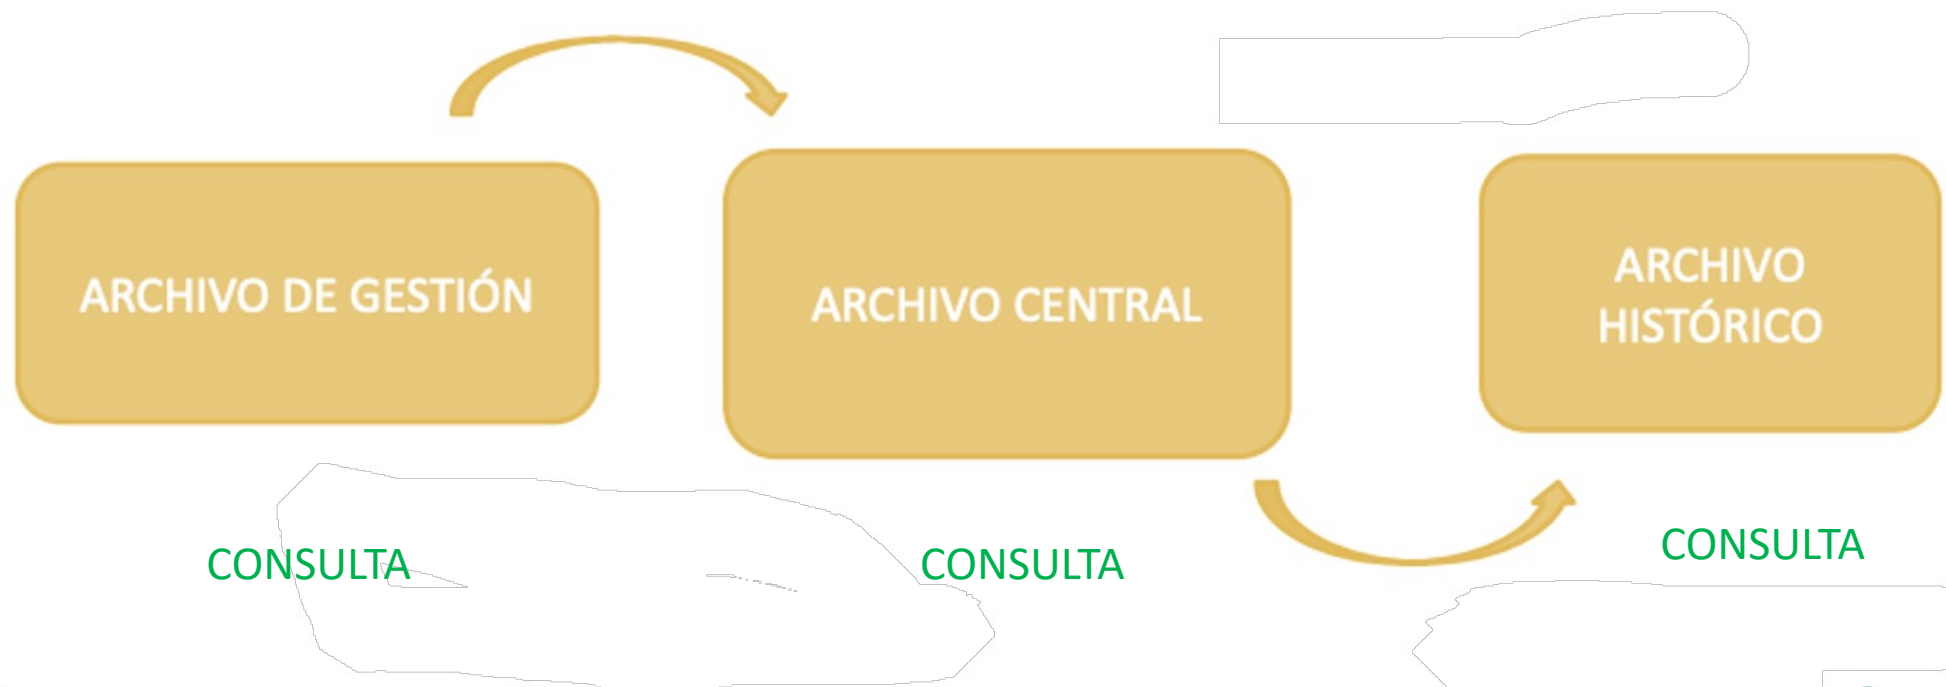 ARCHIVO DE GESTIÓN
ARCHIVO CENTRAL
ARCHIVO
HISTÓRICO
CONSULTA
CONSULTA
CONSULTA